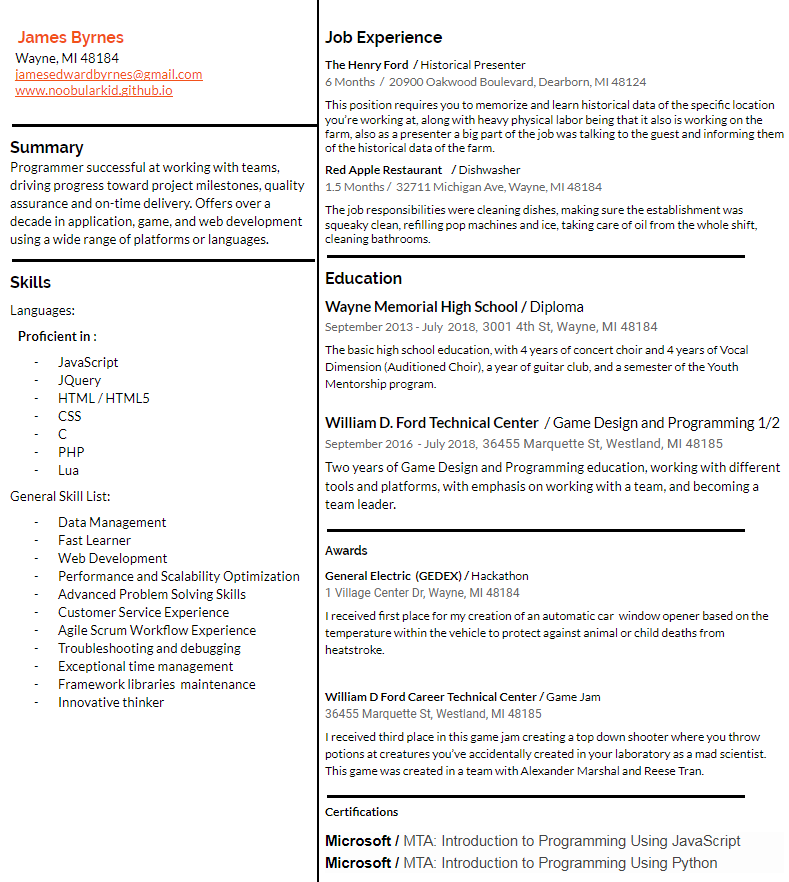 James Byrnes
Wayne, MI 48184
jamesedwardbyrnes@gmail.com
www.noobularkid.github.io
Summary
Programmer successful at working with teams,
driving progress toward project milestones, quality
assurance and on-time delivery. Offers over a
decade in application, game, and web development
using a wide range of platforms or languages.
Skills
Languages:
Proficient in :
- JavaScript
- JQuery
- HTML / HTML5
- CSS
- C
- PHP
- Lua
General Skill List:
- Data Management
- Fast Learner
- Web Development
- Performance and Scalability Optimization
- Advanced Problem Solving Skills
- Customer Service Experience
- Agile Scrum Workflow Experience
- Troubleshooting and debugging
- Exceptional time management
- Framework libraries maintenance
- Innovative thinker
Job Experience
The Henry Ford / Historical Presenter
6 Months / 20900 Oakwood Boulevard, Dearborn, MI 48124
This position requires you to memorize and learn historical data of the specific location
you're working at, along with heavy physical labor being that it also is working on the
farm, also as a presenter a big part of the job was talking to the guest and informing them
of the historical data of the farm.
Red Apple Restaurant / Dishwasher
1.5 Months / 32711 Michigan Ave, Wayne, MI 48184
The job responsibilities were cleaning dishes, making sure the establishment was
squeaky clean, refilling pop machines and ice, taking care of oil from the whole shift,
cleaning bathrooms.
Education
Wayne Memorial High School / Diploma
September 2013 - July 2018, 3001 4th St, Wayne, MI 48184
The basic high school education, with 4 years of concert choir and 4 years of Vocal
Dimension (Auditioned Choir), a year of guitar club, and a semester of the Youth
Mentorship program.
William D. Ford Technical Center / Game Design and Programming 1/2
September 2016 - July 2018, 36455 Marquette St, Westland, MI 48185
Two years of Game Design and Programming education, working with different
tools and platforms, with emphasis on working with a team, and becoming a
team leader.
Awards
General Electric (GEDEX) / Hackathon
1 Village Center Dr, Wayne, MI 48184
I received first place for my creation of an automatic car window opener based on the
temperature within the vehicle to protect against animal or child deaths from
heatstroke.
William D Ford Career Technical Center / Game Jam
36455 Marquette St, Westland, MI 48185
I received third place in this game jam creating a top down shooter where you throw
potions at creatures you've accidentally created in your laboratory as a mad scientist.
This game was created in a team with Alexander Marshal and Reese Tran.
Certifications
Microsoft / MTA: Introduction to Programming Using JavaScript
Microsoft / MTA: Introduction to Programming Using Python